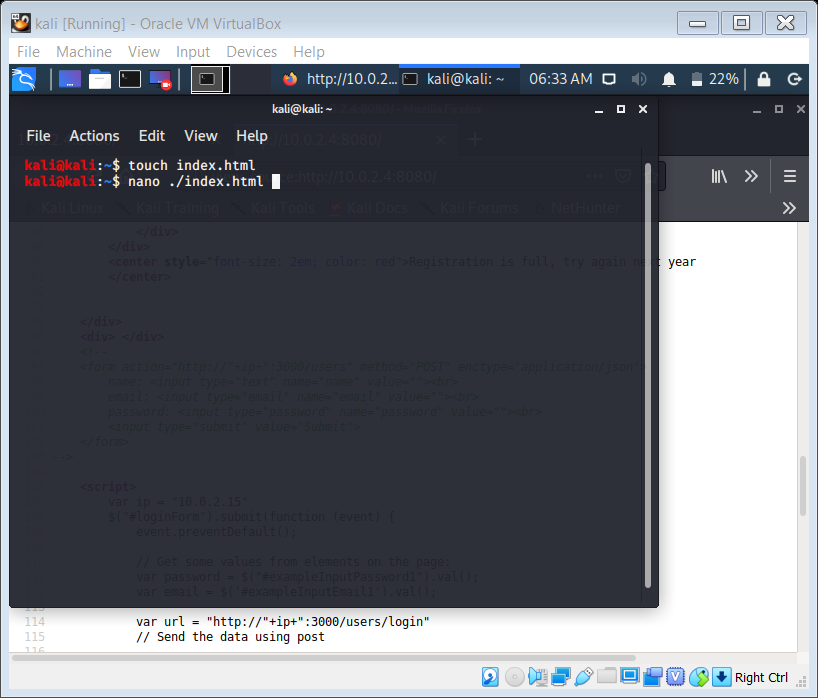 kali [Running] - Oracle VM VirtualBox
File Machine View Input Devices Help
http://10.0.2... kali@kali: ~ 06:33 AM 22%
kali@kali: ~
File Actions Edit View Help
10.0.2.4:8080/
kali@kali:~$ touch index.html
kali@kali:~$ nano ./index.html
http://10.0.2.4:8080/
Kali Linux Kali Training Kali Tools Kali Docs Kali Forums NetHunter
</div>
</div>
<center style="font-size: 2em; color: red">Registration is full, try again next year
</center>
</div>
<div> </div>
<!--
<form action="http://"+ip+":3000/users" method="POST" enctype="application/json">
name: <input type="text" name="name" value=""><br>
email: <input type="email" name="email" value=""><br>
password: <input type="password" name="password" value=""><br>
<input type="submit" value="Submit">
</form>
-->
<script>
var ip = "10.0.2.15"
$("#loginForm").submit(function (event) {
event.preventDefault();
// Get some values from elements on the page:
var password = $("#exampleInputPassword1").val();
var email = $("#exampleInputEmail1").val();
113
114 var url = "http://"+ip+":3000/users/login"
115 // Send the data using post
116
Right Ctrl